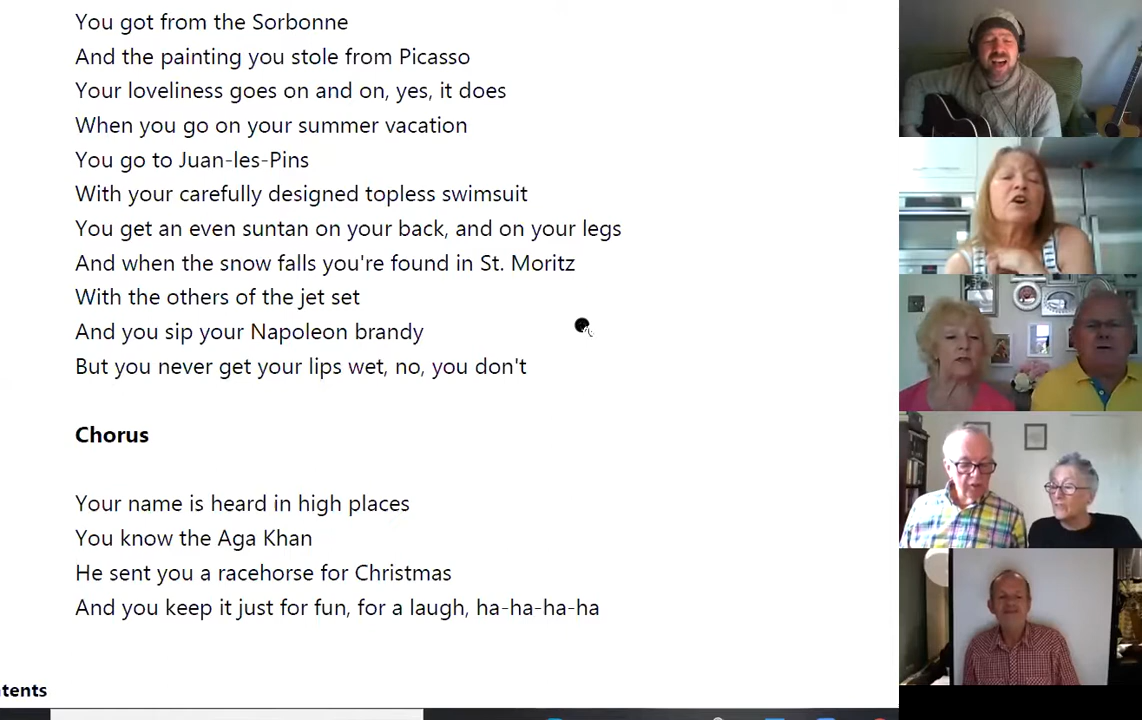 You got from the Sorbonne
And the painting you stole from Picasso
Your loveliness goes on and on, yes, it does
When you go on your summer vacation
You go to Juan-les-Pins
With your carefully designed topless swimsuit
You get an even suntan on your back, and on your legs
And when the snow falls you're found in St. Moritz
With the others of the jet set
And you sip your Napoleon brandy
But you never get your lips wet, no, you don't
Chorus
Your name is heard in high places
You know the Aga Khan
He sent you a racehorse for Christmas
And you keep it just for fun, for a laugh, ha-ha-ha-ha
tents